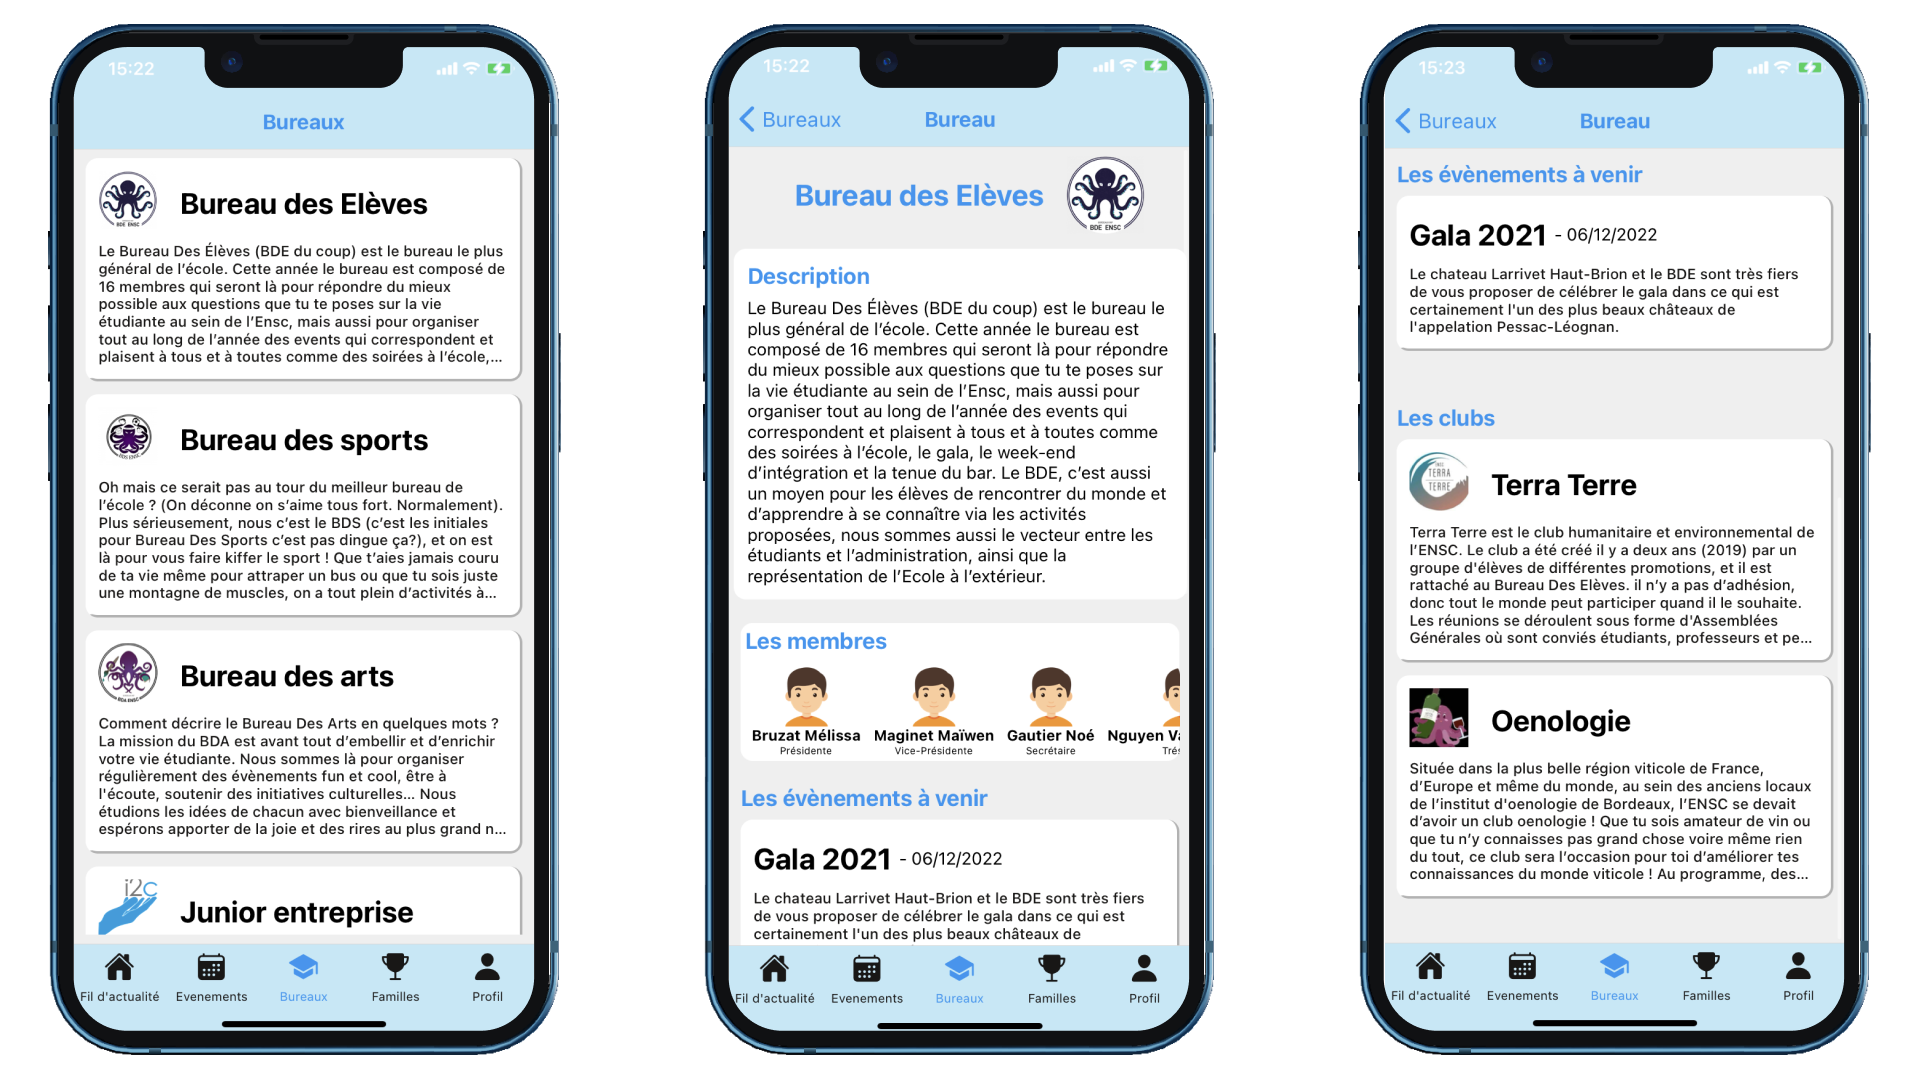 15:22
Bureaux
BDE ENSC
Bureau des Elèves
Le Bureau Des Élèves (BDE du coup) est le bureau le plus
général de l'école. Cette année le bureau est composé de
16 membres qui seront là pour répondre du mieux
possible aux questions que tu te poses sur la vie
étudiante au sein de l'Ensc, mais aussi pour organiser
tout au long de l'année des events qui correspondent et
plaisent à tous et à toutes comme des soirées à l'école,...
Bureau des sports
Oh mais ce serait pas au tour du meilleur bureau de
l'école ? (On déconne on s'aime tous fort. Normalement).
Plus sérieusement, nous c'est le BDS (c'est les initiales
pour Bureau Des Sports c'est pas dingue ça?), et on est
là pour vous faire kiffer le sport ! Que t'aies jamais couru
de ta vie même pour attraper un bus ou que tu sois juste
une montagne de muscles, on a tout plein d'activités à...
BDA ENSC
Bureau des arts
Comment décrire le Bureau Des Arts en quelques mots ?
La mission du BDA est avant tout d'embellir et d'enrichir
votre vie étudiante. Nous sommes là pour organiser
régulièrement des évènements fun et cool, être à
l'écoute, soutenir des initiatives culturelles... Nous
étudions les idées de chacun avec bienveillance et
espérons apporter de la joie et des rires au plus grand n...
i2c
Junior entreprise
Fil d'actualité Evenements Bureaux Familles Profil
15:22
Bureaux Bureau
Bureau des Elèves
BDE ENSC
Description
Le Bureau Des Élèves (BDE du coup) est le bureau le
plus général de l'école. Cette année le bureau est
composé de 16 membres qui seront là pour répondre
du mieux possible aux questions que tu te poses sur
la vie étudiante au sein de l'Ensc, mais aussi pour
organiser tout au long de l'année des events qui
correspondent et plaisent à tous et à toutes comme
des soirées à l'école, le gala, le week-end
d'intégration et la tenue du bar. Le BDE, c'est aussi
un moyen pour les élèves de rencontrer du monde et
d'apprendre à se connaître via les activités
proposées, nous sommes aussi le vecteur entre les
étudiants et l'administration, ainsi que la
représentation de l'Ecole à l'extérieur.
Les membres
Bruzat Mélissa Maginet Maïwen Gautier Noé Nguyen Va
Présidente Vice-Présidente Secrétaire Trés
Les évènements à venir
Gala 2021 - 06/12/2022
Le chateau Larrivet Haut-Brion et le BDE sont très fiers
de vous proposer de célébrer le gala dans ce qui est
certainement l'un des plus beaux châteaux de
Fil d'actualité Evenements Bureaux Familles Profil
15:23
Bureaux Bureau
Les évènements à venir
Gala 2021 - 06/12/2022
Le chateau Larrivet Haut-Brion et le BDE sont très fiers
de vous proposer de célébrer le gala dans ce qui est
certainement l'un des plus beaux châteaux de
l'appelation Pessac-Léognan.
Les clubs
ENSC
TERRA
TERRE
Terra Terre
Terra Terre est le club humanitaire et environnemental de
l'ENSC. Le club a été créé il y a deux ans (2019) par un
groupe d'élèves de différentes promotions, et il est
rattaché au Bureau Des Elèves. il n'y a pas d'adhésion,
donc tout le monde peut participer quand il le souhaite.
Les réunions se déroulent sous forme d'Assemblées
Générales où sont conviés étudiants, professeurs et pe...
Oenologie
Située dans la plus belle région viticole de France,
d'Europe et même du monde, au sein des anciens locaux
de l'institut d'oenologie de Bordeaux, l'ENSC se devait
d'avoir un club oenologie ! Que tu sois amateur de vin ou
que tu n'y connaisses pas grand chose voire même rien
du tout, ce club sera l'occasion pour toi d'améliorer tes
connaissances du monde viticole ! Au programme, des...
Fil d'actualité Evenements Bureaux Familles Profil